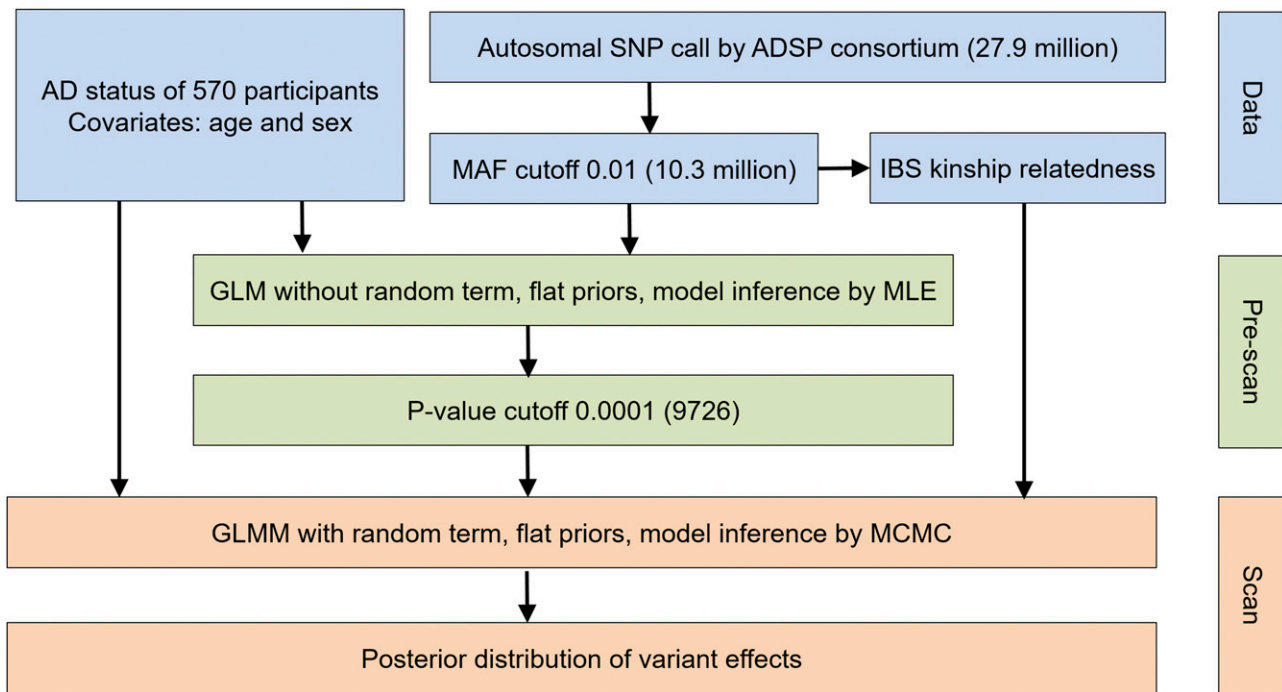 AD status of 570 participants
Covariates: age and sex
Autosomal SNP call by ADSP consortium (27.9 million)
MAF cutoff 0.01 (10.3 million)
IBS kinship relatedness
Data
GLM without random term, flat priors, model inference by MLE
P-value cutoff 0.0001 (9726)
Pre-scan
GLMM with random term, flat priors, model inference by MCMC
Posterior distribution of variant effects
Scan